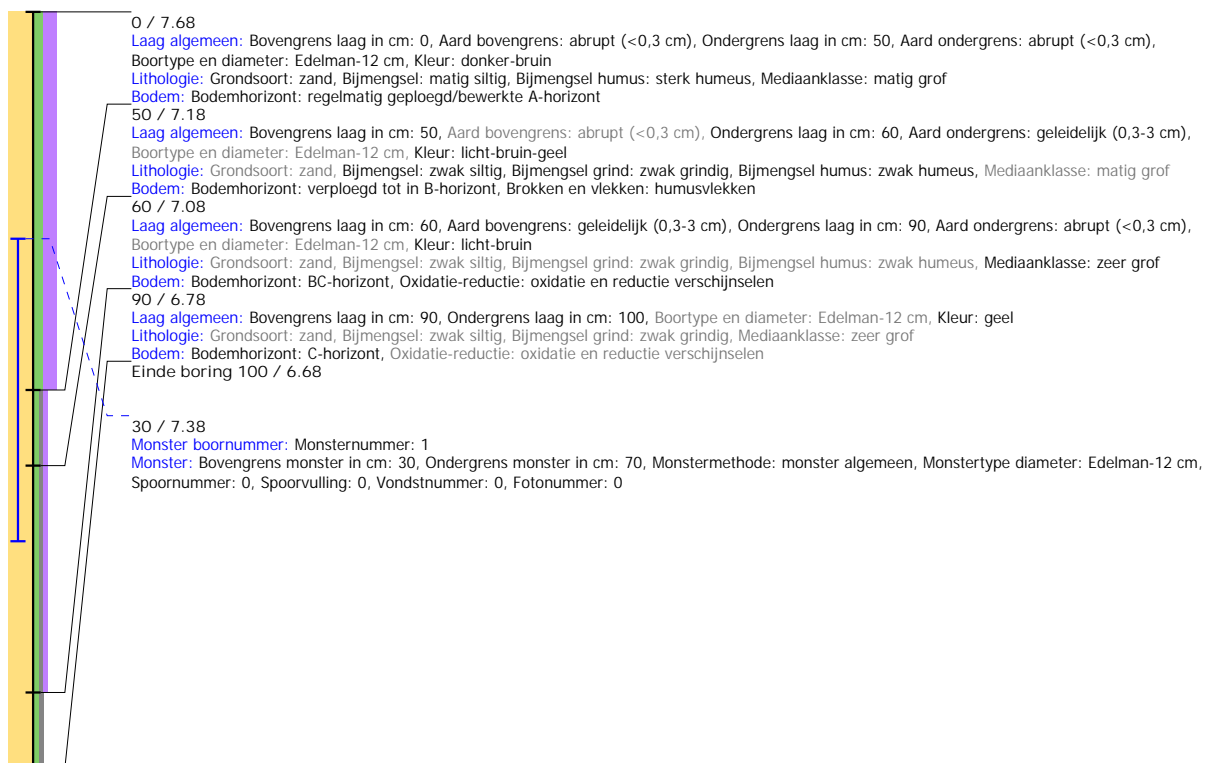 0 / 7.68
Laag algemeen: Bovengrens laag in cm: 0, Aard bovengrens: abrupt (<0,3 cm), Ondergrens laag in cm: 50, Aard ondergrens: abrupt (<0,3 cm),
Boortype en diameter: Edelman-12 cm, Kleur: donker-bruin
Lithologie: Grondsoort: zand, Bijmengsel: matig siltig, Bijmengsel humus: sterk humeus, Mediaanklasse: matig grof
Bodem: Bodemhorizont: regelmatig geploegd/bewerkte A-horizont
50 / 7.18
Laag algemeen: Bovengrens laag in cm: 50, Aard bovengrens: abrupt (<0,3 cm), Ondergrens laag in cm: 60, Aard ondergrens: geleidelijk (0,3-3 cm),
Boortype en diameter: Edelman-12 cm, Kleur: licht-bruin-geel
Lithologie: Grondsoort: zand, Bijmengsel: zwak siltig, Bijmengsel grind: zwak grindig, Bijmengsel humus: zwak humeus, Mediaanklasse: matig grof
Bodem: Bodemhorizont: verploegd tot in B-horizont, Brokken en vlekken: humusvlekken
60 / 7.08
Laag algemeen: Bovengrens laag in cm: 60, Aard bovengrens: geleidelijk (0,3-3 cm), Ondergrens laag in cm: 90, Aard ondergrens: abrupt (<0,3 cm),
Boortype en diameter: Edelman-12 cm, Kleur: licht-bruin
Lithologie: Grondsoort: zand, Bijmengsel: zwak siltig, Bijmengsel grind: zwak grindig, Bijmengsel humus: zwak humeus, Mediaanklasse: zeer grof
Bodem: Bodemhorizont: BC-horizont, Oxidatie-reductie: oxidatie en reductie verschijnselen
90 / 6.78
Laag algemeen: Bovengrens laag in cm: 90, Ondergrens laag in cm: 100, Boortype en diameter: Edelman-12 cm, Kleur: geel
Lithologie: Grondsoort: zand, Bijmengsel: zwak siltig, Bijmengsel grind: zwak grindig, Mediaanklasse: zeer grof
Bodem: Bodemhorizont: C-horizont, Oxidatie-reductie: oxidatie en reductie verschijnselen
Einde boring 100 / 6.68
30 / 7.38
Monster boornummer: Monsternummer: 1
Monster: Bovengrens monster in cm: 30, Ondergrens monster in cm: 70, Monstermethode: monster algemeen, Monstertype diameter: Edelman-12 cm,
Spoornummer: 0, Spoorvulling: 0, Vondstnummer: 0, Fotonummer: 0